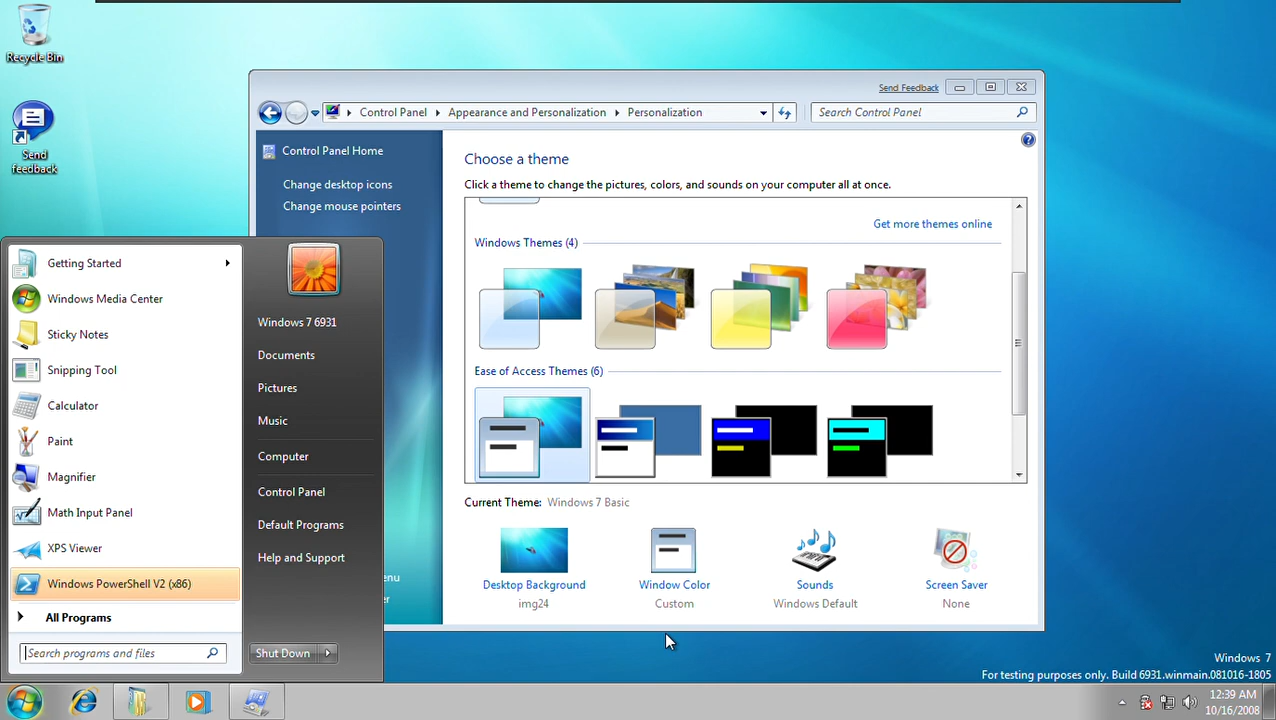 Recycle Bin
Send
feedback
Send Feedback
Control Panel
Appearance and Personalization
Personalization
Search Control Panel
Control Panel Home
Change desktop icons
Change mouse pointers
Choose a theme
Click a theme to change the pictures, colors, and sounds on your computer all at once.
Get more themes online
Windows Themes (4)
Ease of Access Themes (6)
Current Theme: Windows 7 Basic
Desktop Background
img24
Window Color
Custom
Sounds
Windows Default
Screen Saver
None
Getting Started
Windows Media Center
Sticky Notes
Snipping Tool
Calculator
Paint
Magnifier
Math Input Panel
XPS Viewer
Windows PowerShell V2 (x86)
All Programs
Search programs and files
Windows 7 6931
Documents
Pictures
Music
Computer
Control Panel
Default Programs
Help and Support
Shut Down
Windows 7
For testing purposes only. Build 6931.winmain.081016-1805
12:39 AM
10/16/2008